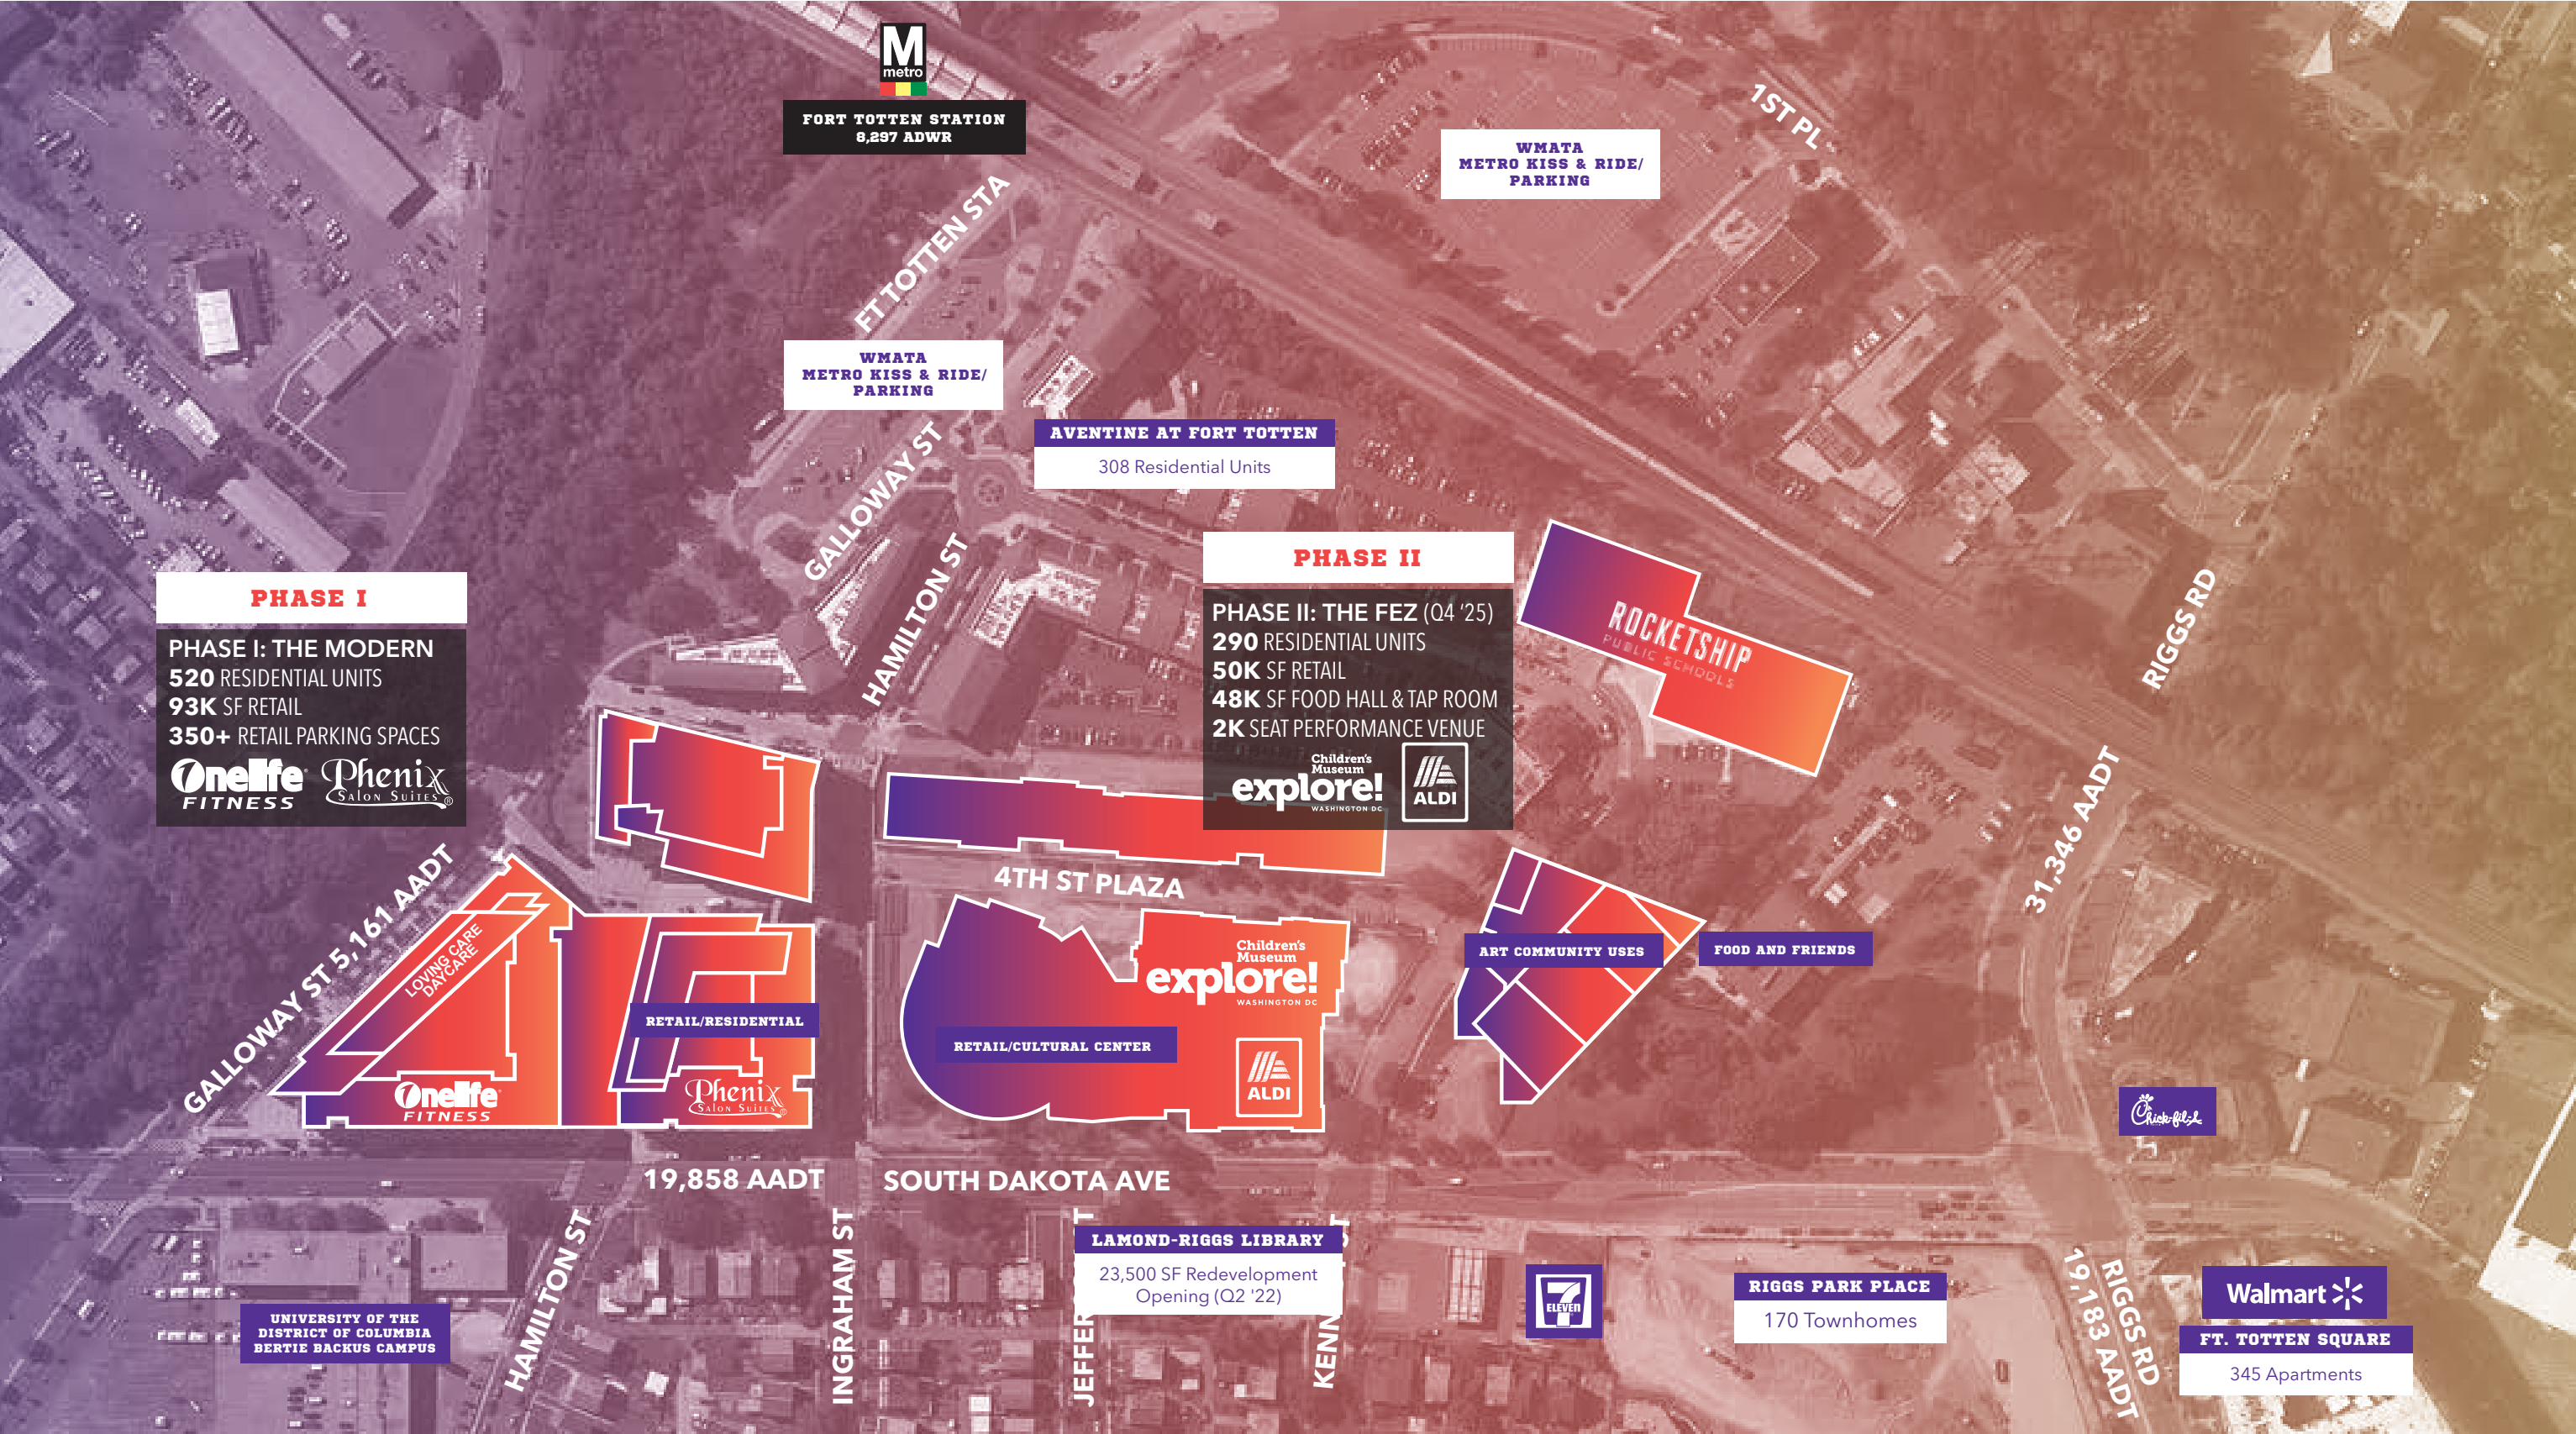 M
metro
FORT TOTTEN STATION
8,297 ADWR
1ST PL
WMATA
METRO KISS & RIDE/
PARKING
FT TOTTEN STA
WMATA
METRO KISS & RIDE/
PARKING
GALLOWAY ST
HAMILTON ST
AVENTINE AT FORT TOTTEN
308 Residential Units
PHASE I
PHASE I: THE MODERN
520 RESIDENTIAL UNITS
93K SF RETAIL
350+ RETAIL PARKING SPACES
Onelife
FITNESS
Phenix
SALON SUITES®
PHASE II
PHASE II: THE FEZ (Q4 ‘25)
290 RESIDENTIAL UNITS
50K SF RETAIL
48K SF FOOD HALL & TAP ROOM
2K SEAT PERFORMANCE VENUE
Children's
Museum
explore!
WASHINGTON DC
ALDI
ROCKETSHIP
PUBLIC SCHOOLS
RIGGS RD
31,346 AADT
GALLOWAY ST 5,161 AADT
4TH ST PLAZA
LOVING CARE
DAYCARE
RETAIL/RESIDENTIAL
Onelife
FITNESS
Phenix
SALON SUITES®
Children's
Museum
explore!
WASHINGTON DC
RETAIL/CULTURAL CENTER
ALDI
ART COMMUNITY USES
FOOD AND FRIENDS
Chick-fil-A
19,858 AADT
SOUTH DAKOTA AVE
HAMILTON ST
INGRAHAM ST
LAMOND-RIGGS LIBRARY
23,500 SF Redevelopment
Opening (Q2 '22)
7
ELEVEN
RIGGS PARK PLACE
170 Townhomes
RIGGS RD
19,183 AADT
Walmart
FT. TOTTEN SQUARE
345 Apartments
UNIVERSITY OF THE
DISTRICT OF COLUMBIA
BERTIE BACKUS CAMPUS